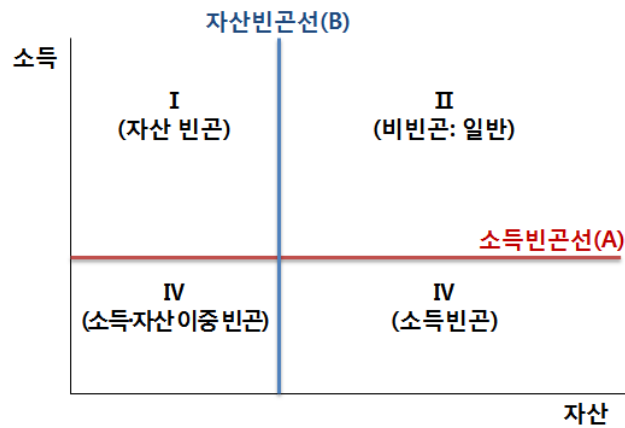 자산빈곤선(B)
소득
Ⅰ
(자산 빈곤)
Ⅱ
(비빈곤: 일반)
소득빈곤선(A)
Ⅳ
(소득·자산 이중 빈곤)
Ⅳ
(소득빈곤)
자산